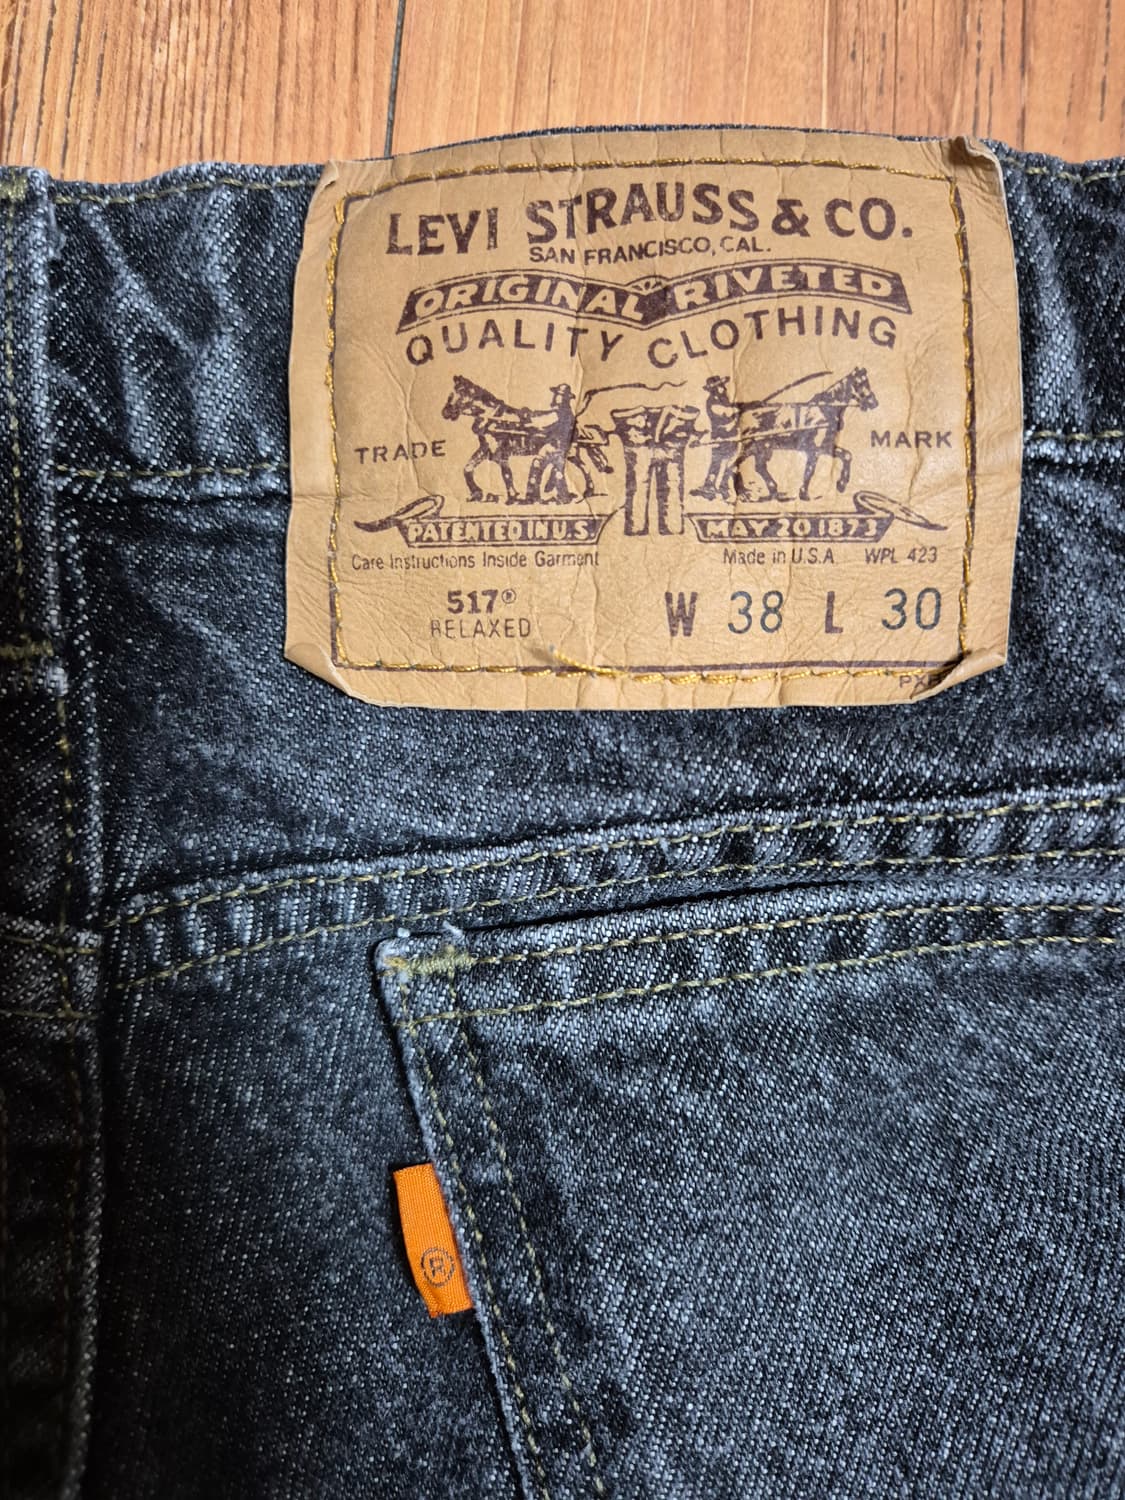 LEVI STRAUSS & CO.
SAN FRANCISCO, CAL.
ORIGINAL RIVETED
QUALITY CLOTHING
TRADE MARK
PATENTED IN U.S. MAY 20 1873
Care Instructions Inside Garment Made in U.S.A. WPL 423
517® W 38 L 30
RELAXED
®